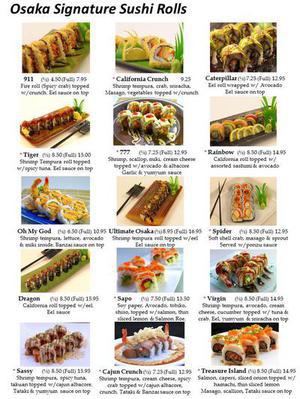 Osaka Signature Sushi Rolls
911 (½) 4.50 (Full) 7.95
Fire roll (Spicy crab) topped
w/crunch. Eel sauce on top
* California Crunch 9.25
Shrimp tempura, crab, sriracha,
Masago, vegetables topped w/crunch
Caterpillar (½) 7.25 (Full) 12.95
Eel roll wrapped w/ Avocado
Eel sauce on top
* Tiger (½) 8.50 (Full) 15.00
Shrimp Tempura roll topped
w/spicy tuna. Eel sauce on top
* 777 (½) 7.25 (Full) 12.95
Shrimp, scallop, miki, cream cheese
topped w/avocado & albacore
Garlic & yumyum sauce
* Rainbow (½) 8.50 (Full) 14.95
California roll topped w/
assorted sashimi & avocado
Oh My God (½) 8.50 (Full) 16.95
Shrimp tempura, lettuce, avocado
& miki inside. Banzai sauce on top
Ultimate Osaka (½) 8.95 (Full) 16.95
Shrimp tempura roll topped w/eel
Eel sauce on top
* Spider (½) 8.50 (Full) 12.95
Soft shell crab, masago & sprout
Served w/ponzu sauce
Dragon (½) 8.50 (Full) 15.95
California roll topped w/eel.
Eel sauce
* Sapo (½) 7.50 (Full) 13.50
Soy paper, Avocado, tobiko,
shiso, topped w/salmon, thin
sliced lemon & Salmon Roe.
* Virgin (½) 8.50 (Full) 14.95
Shrimp tempura, avocado, cream
cheese, cucumber topped w/ tuna &
crab. Eel, yumyum & sriracha on top
* Sassy (½) 8.50 (Full) 15.95
Shrimp tempura, spicy tuna,
takuan topped w/cajun albacore,
Tataki & yumyum sauce on top
* Cajun Crunch (½) 7.25 (Full) 12.95
Shrimp tempura, cream cheese, spicy
crab topped w/cajun albacore,
crunch, Tataki & Banzai sauce on top
* Treasure Island (½) 8.50 (Full) 14.95
Salmon, capers, sliced onion topped w/
hamachi, thin sliced lemon
Masago, scallion, Tataki sauce on top